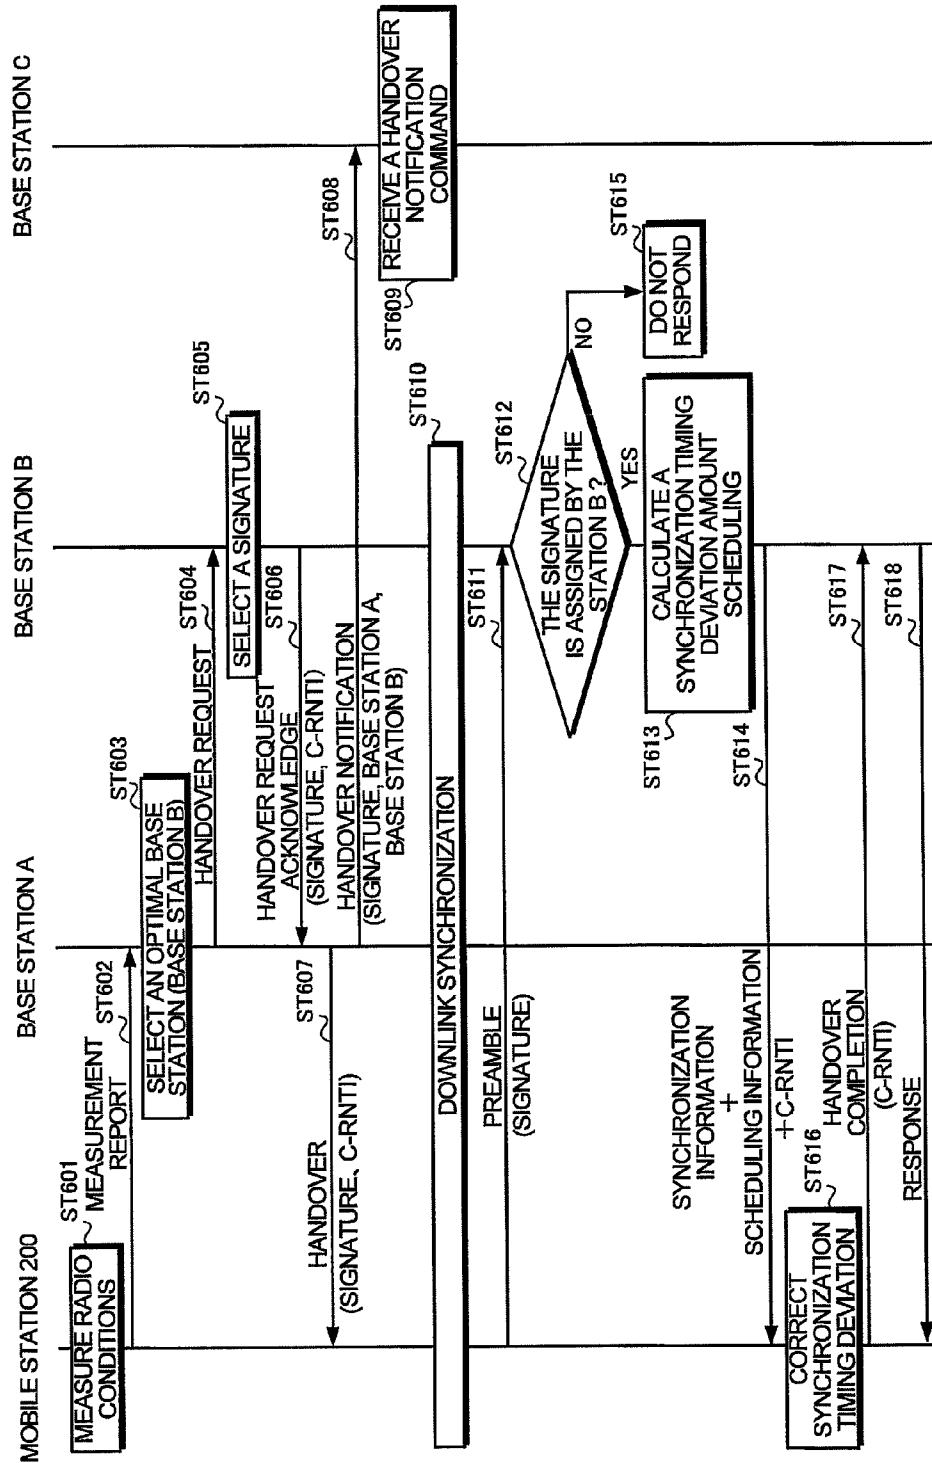 MOBILE STATION 200
BASE STATION A
BASE STATION B
BASE STATION C
MEASURE RADIO
CONDITIONS
ST601
MEASUREMENT
REPORT
ST602
SELECT AN OPTIMAL BASE
STATION (BASE STATION B)
ST603
HANDOVER REQUEST
ST604
SELECT A SIGNATURE
ST605
HANDOVER REQUEST
ACKNOWLEDGE
(SIGNATURE, C-RNTI)
ST606
HANDOVER
(SIGNATURE, C-RNTI)
ST607
HANDOVER NOTIFICATION
(SIGNATURE, BASE STATION A,
BASE STATION B)
ST608
RECEIVE A HANDOVER
NOTIFICATION
COMMAND
ST609
DOWNLINK SYNCHRONIZATION
ST610
PREAMBLE
(SIGNATURE)
ST611
THE SIGNATURE
IS ASSIGNED BY THE
STATION B ?
ST612
NO
YES
DO NOT
RESPOND
ST615
CALCULATE A
SYNCHRONIZATION TIMING
DEVIATION AMOUNT
SCHEDULING
ST613
SYNCHRONIZATION
INFORMATION
+
SCHEDULING INFORMATION
+C-RNTI
ST614
CORRECT
SYNCHRONIZATION
TIMING DEVIATION
ST616
HANDOVER
COMPLETION
(C-RNTI)
ST617
RESPONSE
ST618